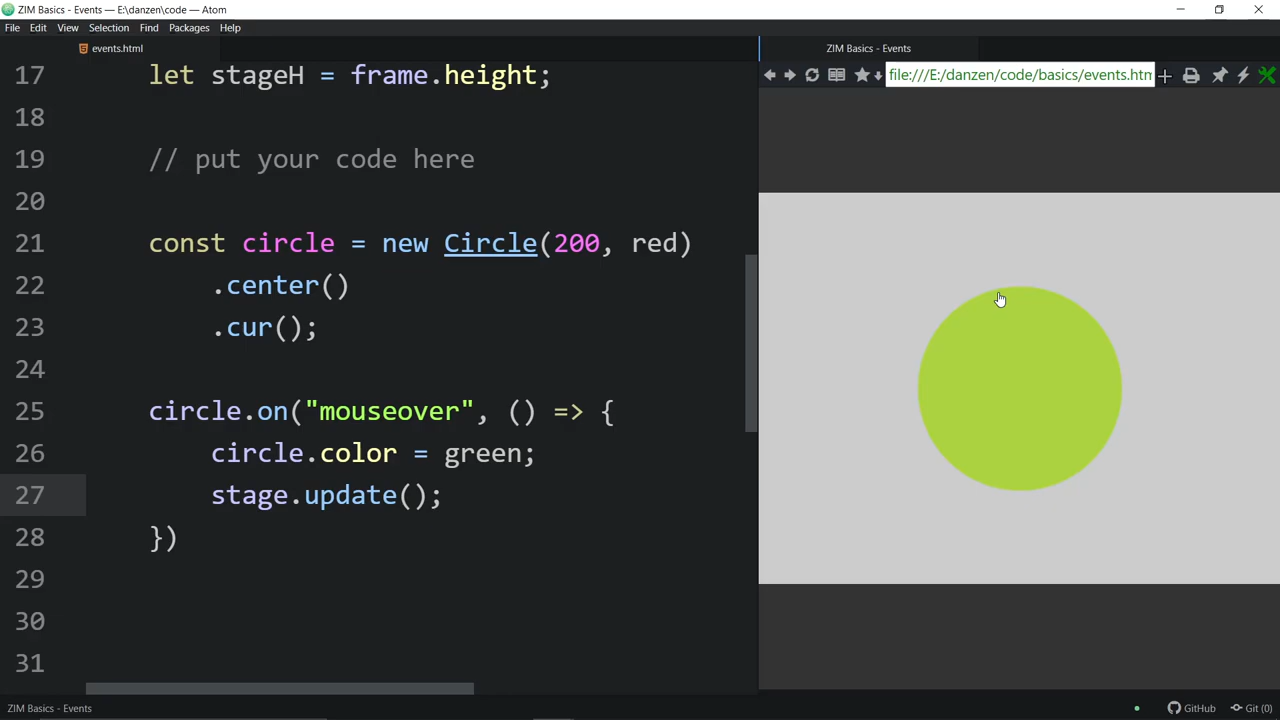 ZIM Basics - Events — E:\danzen\code — Atom
File Edit View Selection Find Packages Help
events.html
ZIM Basics - Events
file:///E:/danzen/code/basics/events.htm
17 let stageH = frame.height;
18
19 // put your code here
20
21 const circle = new Circle(200, red)
22 .center()
23 .cur();
24
25 circle.on("mouseover", () => {
26 circle.color = green;
27 stage.update();
28 })
29
30
31
ZIM Basics - Events
GitHub
Git (0)